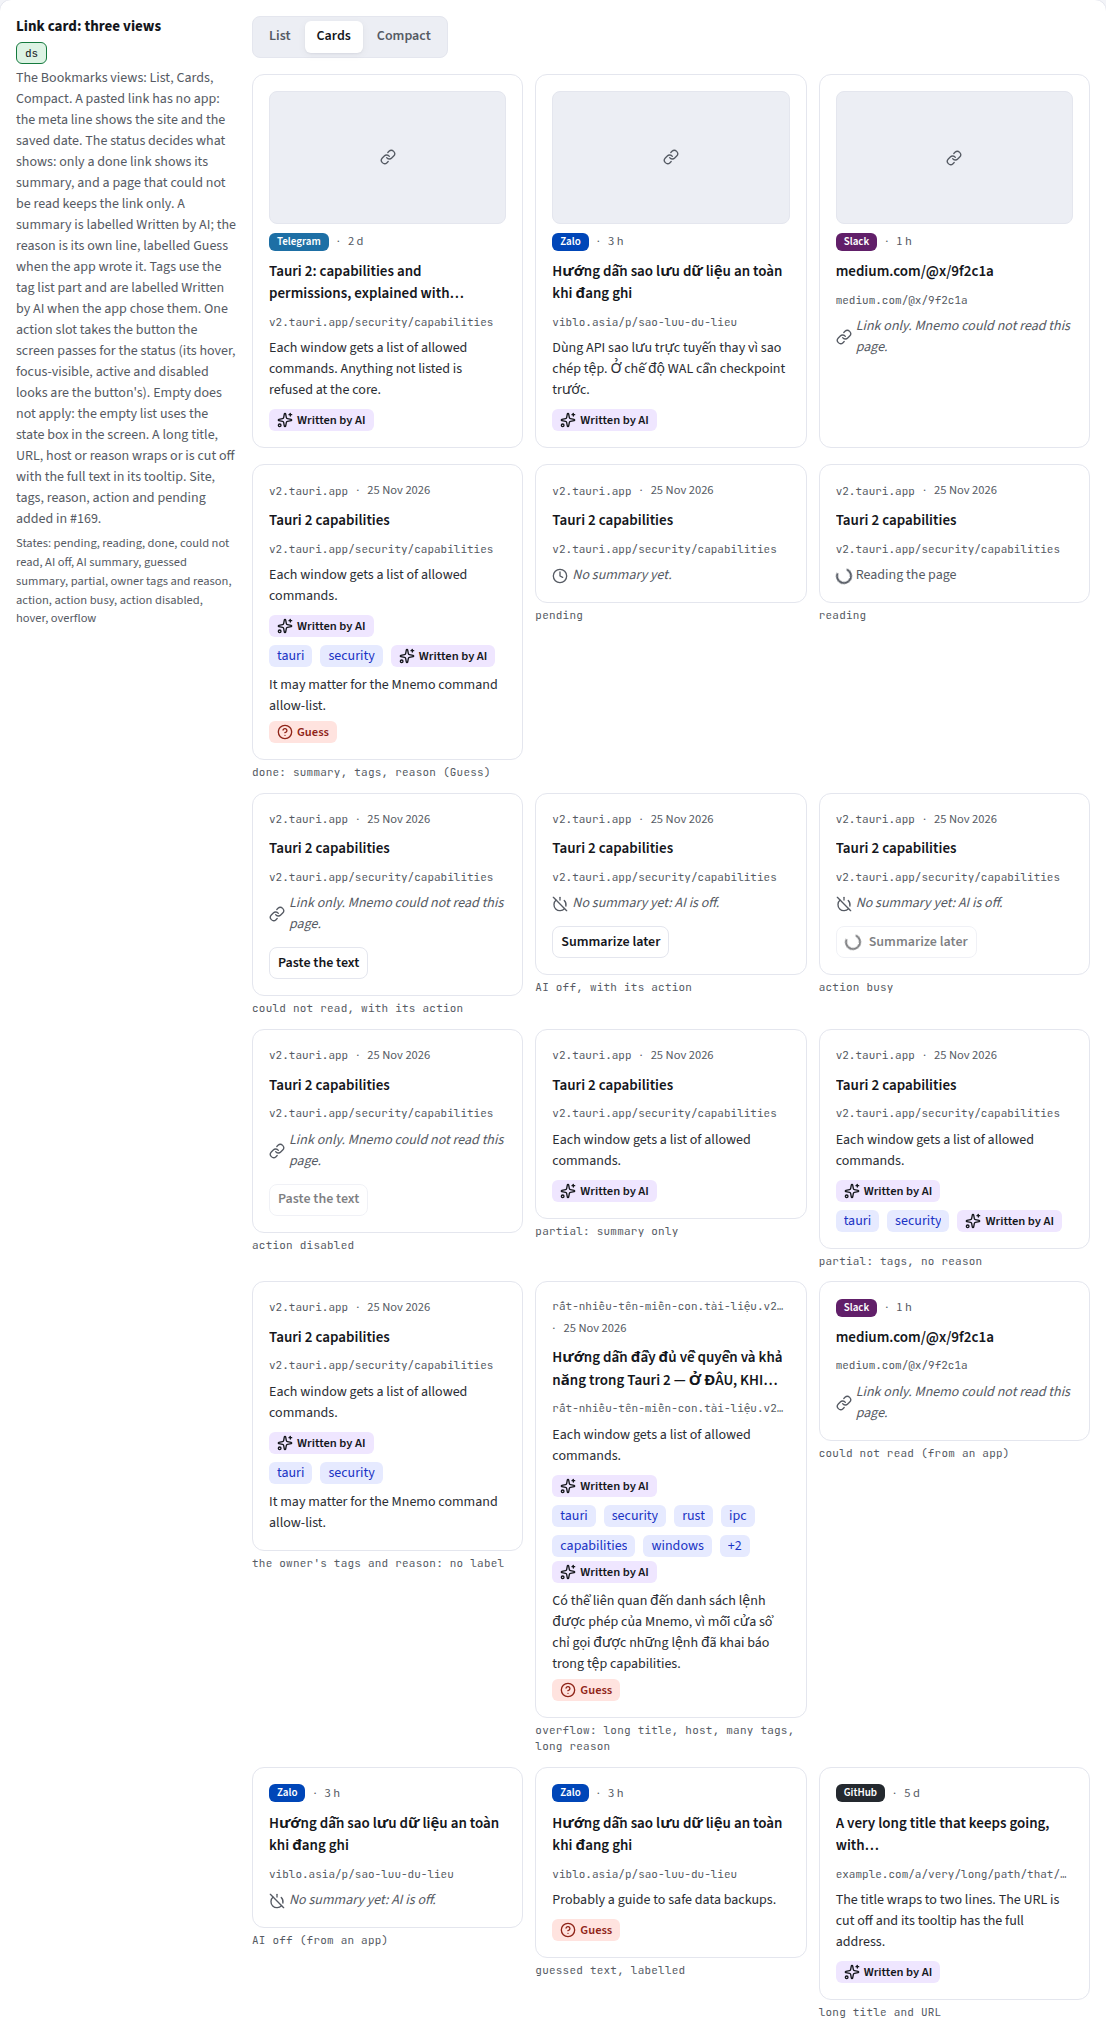 Link card: three views
ds
The Bookmarks views: List, Cards,
Compact. A pasted link has no app:
the meta line shows the site and the
saved date. The status decides what
shows: only a done link shows its
summary, and a page that could not
be read keeps the link only. A
summary is labelled Written by AI; the
reason is its own line, labelled Guess
when the app wrote it. Tags use the
tag list part and are labelled Written
by AI when the app chose them. One
action slot takes the button the
screen passes for the status (its hover,
focus-visible, active and disabled
looks are the button's). Empty does
not apply: the empty list uses the
state box in the screen. A long title,
URL, host or reason wraps or is cut off
with the full text in its tooltip. Site,
tags, reason, action and pending
added in #169.
States: pending, reading, done, could not
read, AI off, AI summary, guessed
summary, partial, owner tags and reason,
action, action busy, action disabled,
hover, overflow
List Cards Compact
Telegram · 2 d
Tauri 2: capabilities and
permissions, explained with…
v2.tauri.app/security/capabilities
Each window gets a list of allowed
commands. Anything not listed is
refused at the core.
Written by AI
Zalo · 3 h
Hướng dẫn sao lưu dữ liệu an toàn
khi đang ghi
viblo.asia/p/sao-luu-du-lieu
Dùng API sao lưu trực tuyến thay vì sao
chép tệp. Ở chế độ WAL cần checkpoint
trước.
Written by AI
Slack · 1 h
medium.com/@x/9f2c1a
medium.com/@x/9f2c1a
Link only. Mnemo could not read this
page.
v2.tauri.app · 25 Nov 2026
Tauri 2 capabilities
v2.tauri.app/security/capabilities
Each window gets a list of allowed
commands.
Written by AI
tauri security Written by AI
It may matter for the Mnemo command
allow-list.
Guess
done: summary, tags, reason (Guess)
v2.tauri.app · 25 Nov 2026
Tauri 2 capabilities
v2.tauri.app/security/capabilities
No summary yet.
pending
v2.tauri.app · 25 Nov 2026
Tauri 2 capabilities
v2.tauri.app/security/capabilities
Reading the page
reading
v2.tauri.app · 25 Nov 2026
Tauri 2 capabilities
v2.tauri.app/security/capabilities
Link only. Mnemo could not read this
page.
Paste the text
could not read, with its action
v2.tauri.app · 25 Nov 2026
Tauri 2 capabilities
v2.tauri.app/security/capabilities
No summary yet: AI is off.
Summarize later
AI off, with its action
v2.tauri.app · 25 Nov 2026
Tauri 2 capabilities
v2.tauri.app/security/capabilities
No summary yet: AI is off.
Summarize later
action busy
v2.tauri.app · 25 Nov 2026
Tauri 2 capabilities
v2.tauri.app/security/capabilities
Link only. Mnemo could not read this
page.
Paste the text
action disabled
v2.tauri.app · 25 Nov 2026
Tauri 2 capabilities
v2.tauri.app/security/capabilities
Each window gets a list of allowed
commands.
Written by AI
partial: summary only
v2.tauri.app · 25 Nov 2026
Tauri 2 capabilities
v2.tauri.app/security/capabilities
Each window gets a list of allowed
commands.
Written by AI
tauri security Written by AI
partial: tags, no reason
v2.tauri.app · 25 Nov 2026
Tauri 2 capabilities
v2.tauri.app/security/capabilities
Each window gets a list of allowed
commands.
Written by AI
tauri security
It may matter for the Mnemo command
allow-list.
the owner's tags and reason: no label
rất-nhiều-tên-miền-con.tài-liệu.v2…
· 25 Nov 2026
Hướng dẫn đầy đủ về quyền và khả
năng trong Tauri 2 — Ở ĐÂU, KHI…
rất-nhiều-tên-miền-con.tài-liệu.v2…
Each window gets a list of allowed
commands.
Written by AI
tauri security rust ipc
capabilities windows +2
Written by AI
Có thể liên quan đến danh sách lệnh
được phép của Mnemo, vì mỗi cửa sổ
chỉ gọi được những lệnh đã khai báo
trong tệp capabilities.
Guess
overflow: long title, host, many tags,
long reason
Slack · 1 h
medium.com/@x/9f2c1a
medium.com/@x/9f2c1a
Link only. Mnemo could not read this
page.
could not read (from an app)
Zalo · 3 h
Hướng dẫn sao lưu dữ liệu an toàn
khi đang ghi
viblo.asia/p/sao-luu-du-lieu
No summary yet: AI is off.
AI off (from an app)
Zalo · 3 h
Hướng dẫn sao lưu dữ liệu an toàn
khi đang ghi
viblo.asia/p/sao-luu-du-lieu
Probably a guide to safe data backups.
Guess
guessed text, labelled
GitHub · 5 d
A very long title that keeps going,
with…
example.com/a/very/long/path/that/…
The title wraps to two lines. The URL is
cut off and its tooltip has the full
address.
Written by AI
long title and URL